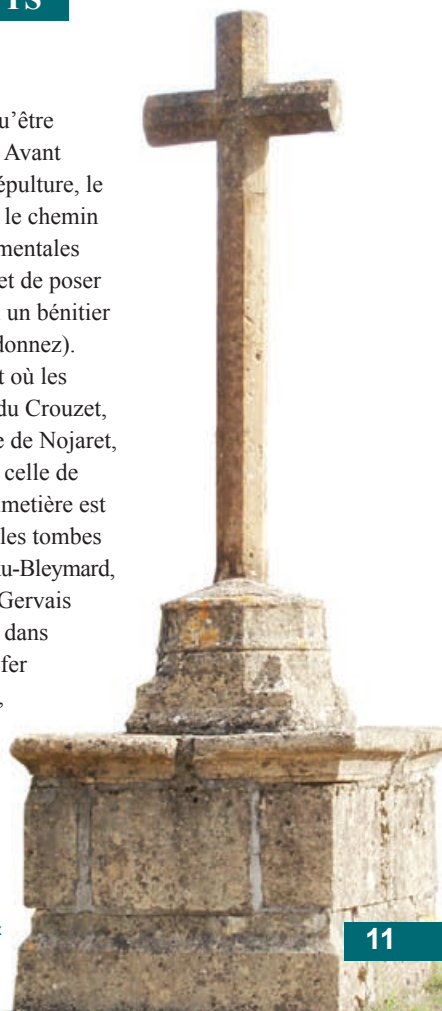 TS
u’être
Avant
épulture, le
le chemin
mentales
et de poser
un bénitier
donnez).
t où les
du Crouzet,
e de Nojaret,
celle de
metière est
les tombes
u-Bleymard,
Gervais
dans
fer
,
11